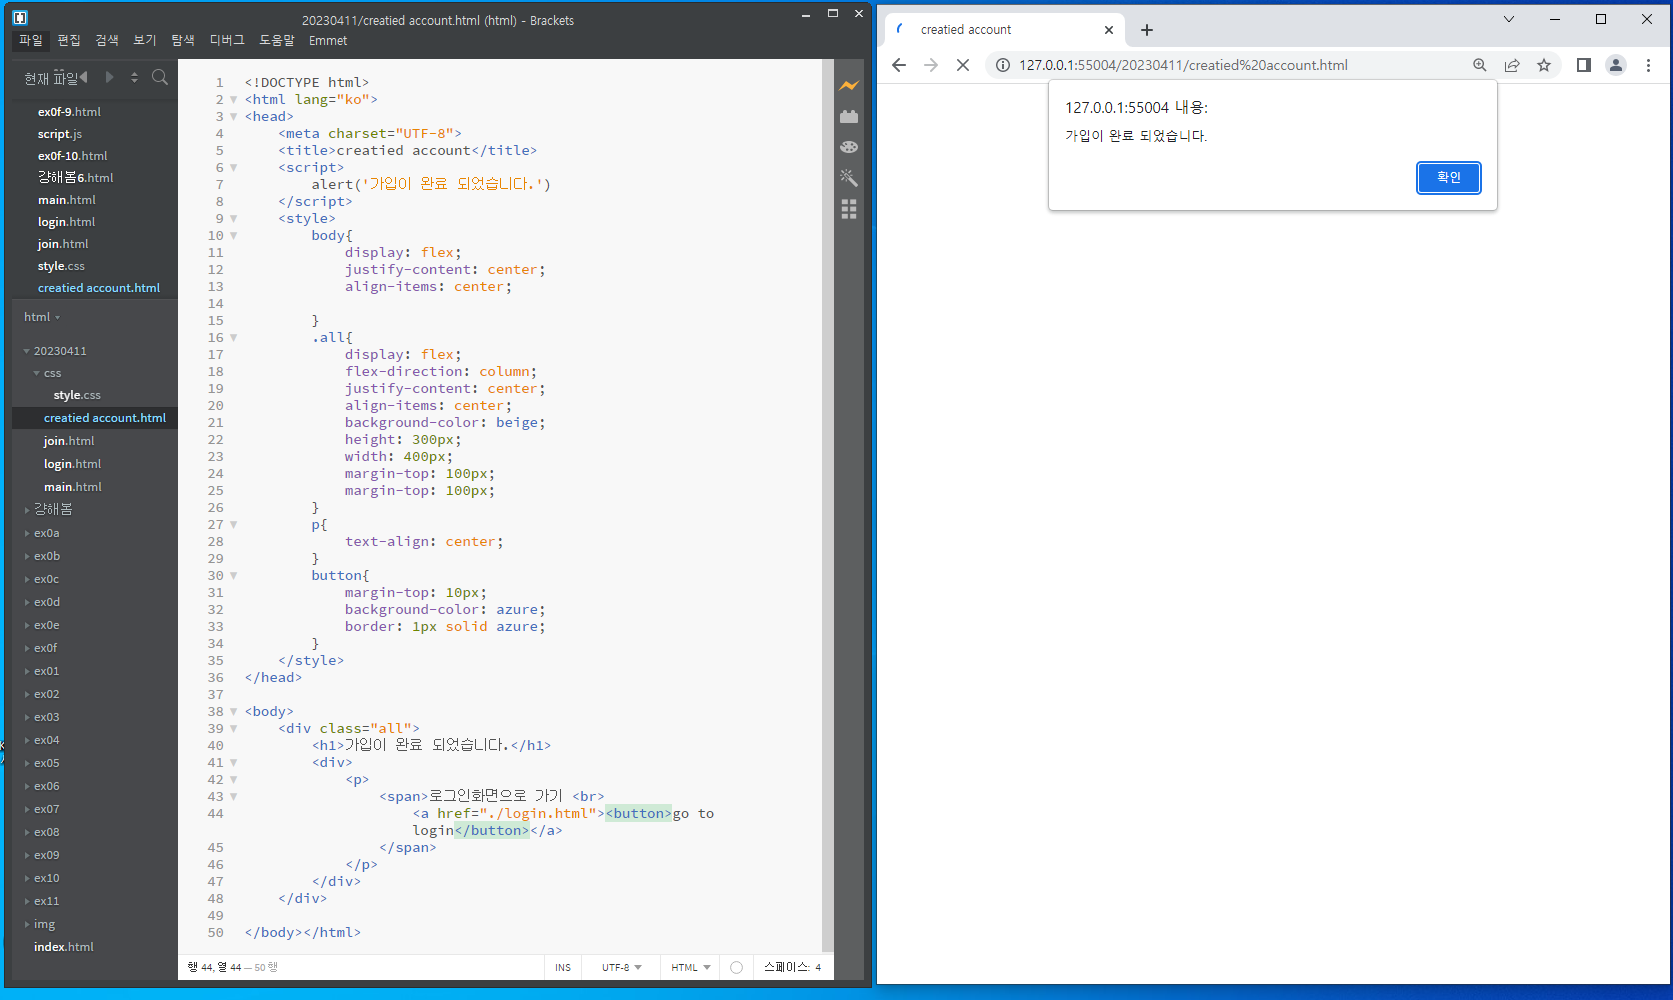 20230411/creatied account.html (html) - Brackets
파일 편집 검색 보기 탐색 디버그 도움말 Emmet
현재 파일
ex0f-9.html
script.js
ex0f-10.html
강해봄6.html
main.html
login.html
join.html
style.css
creatied account.html
html
20230411
css
style.css
creatied account.html
join.html
login.html
main.html
강해봄
ex0a
ex0b
ex0c
ex0d
ex0e
ex0f
ex01
ex02
ex03
ex04
ex05
ex06
ex07
ex08
ex09
ex10
ex11
img
index.html
1 <!DOCTYPE html>
2 <html lang="ko">
3 <head>
4 <meta charset="UTF-8">
5 <title>creatied account</title>
6 <script>
7 alert('가입이 완료 되었습니다.')
8 </script>
9 <style>
10 body{
11 display: flex;
12 justify-content: center;
13 align-items: center;
14
15 }
16 .all{
17 display: flex;
18 flex-direction: column;
19 justify-content: center;
20 align-items: center;
21 background-color: beige;
22 height: 300px;
23 width: 400px;
24 margin-top: 100px;
25 margin-top: 100px;
26 }
27 p{
28 text-align: center;
29 }
30 button{
31 margin-top: 10px;
32 background-color: azure;
33 border: 1px solid azure;
34 }
35 </style>
36 </head>
37
38 <body>
39 <div class="all">
40 <h1>가입이 완료 되었습니다.</h1>
41 <div>
42 <p>
43 <span>로그인화면으로 가기 <br>
44 <a href="./login.html"><button>go to
login</button></a>
45 </span>
46 </p>
47 </div>
48 </div>
49
50 </body></html>
행 44, 열 44 — 50 행 INS UTF-8 HTML 스페이스: 4
creatied account
127.0.0.1:55004/20230411/creatied%20account.html
127.0.0.1:55004 내용:
가입이 완료 되었습니다.
확인